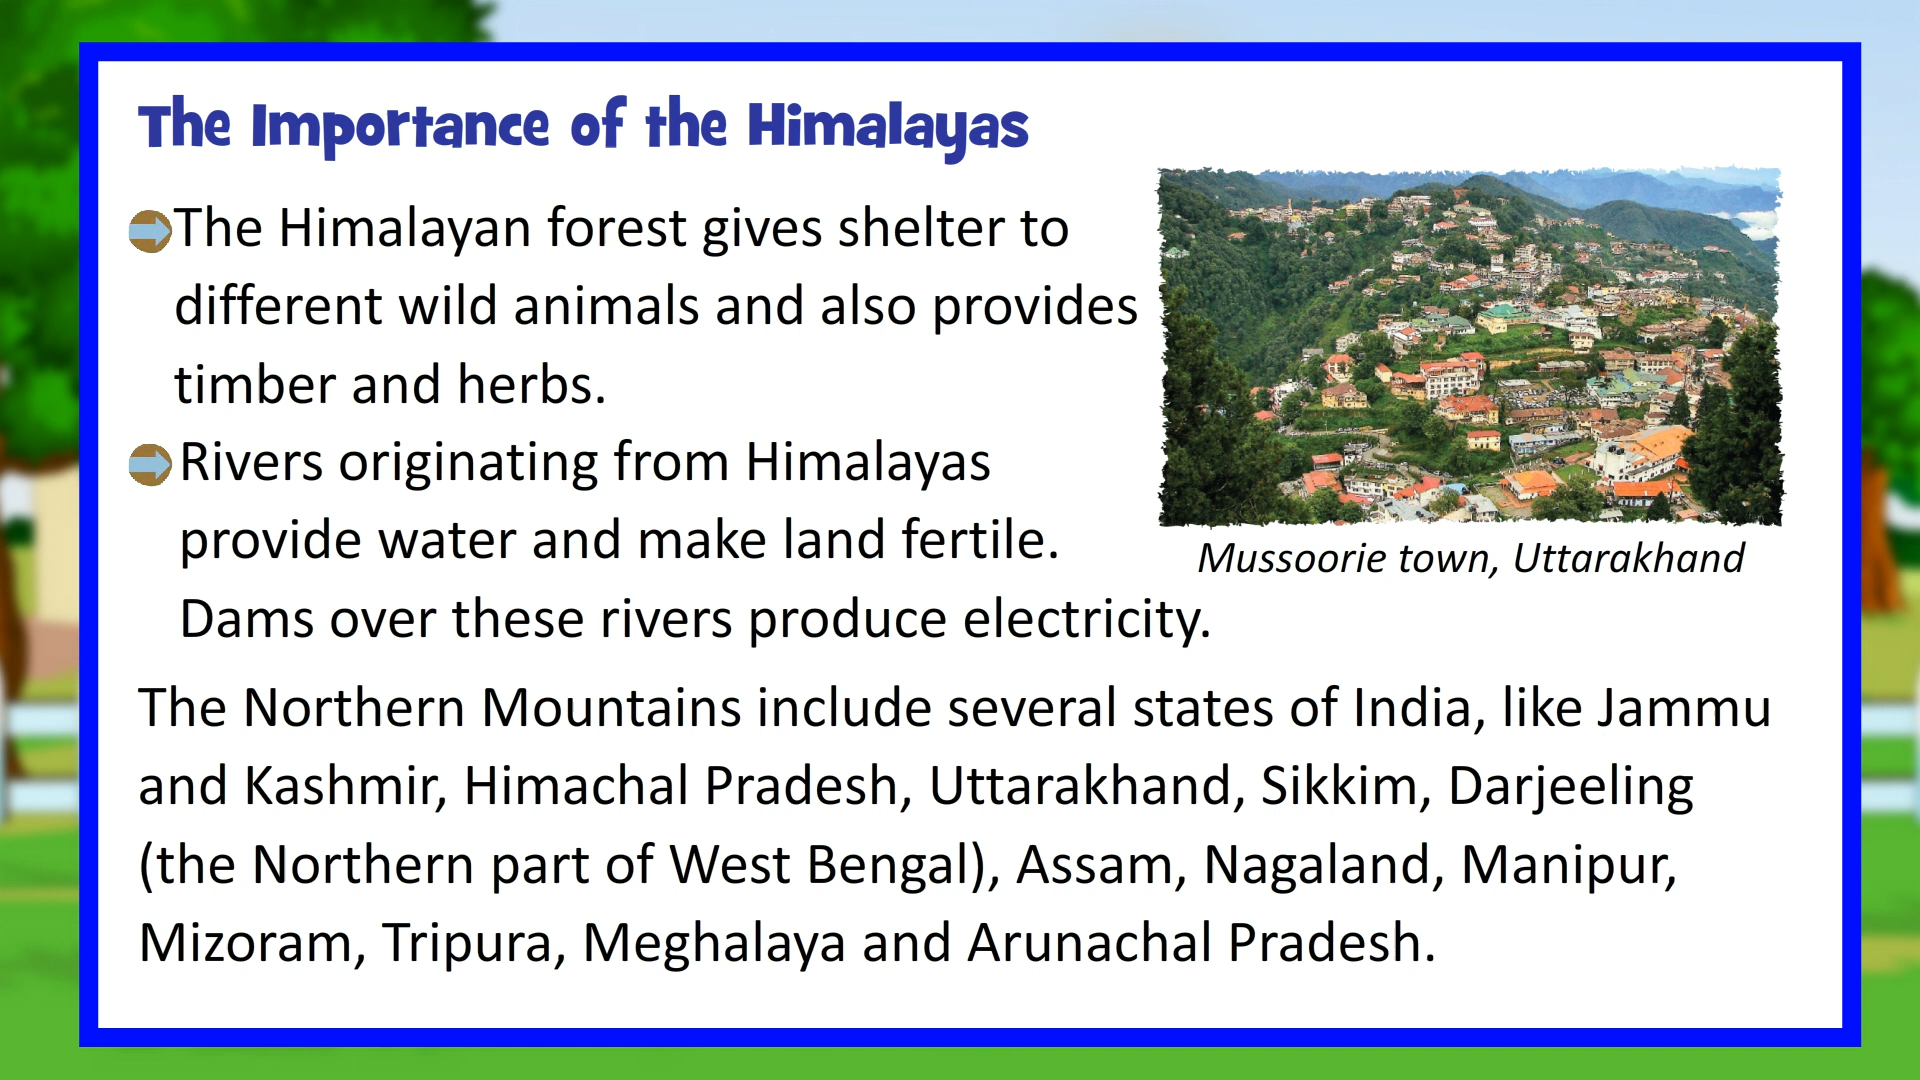 The Importance of the Himalayas
The Himalayan forest gives shelter to
different wild animals and also provides
timber and herbs.
Rivers originating from Himalayas
provide water and make land fertile.
Dams over these rivers produce electricity.
Mussoorie town, Uttarakhand
The Northern Mountains include several states of India, like Jammu
and Kashmir, Himachal Pradesh, Uttarakhand, Sikkim, Darjeeling
(the Northern part of West Bengal), Assam, Nagaland, Manipur,
Mizoram, Tripura, Meghalaya and Arunachal Pradesh.